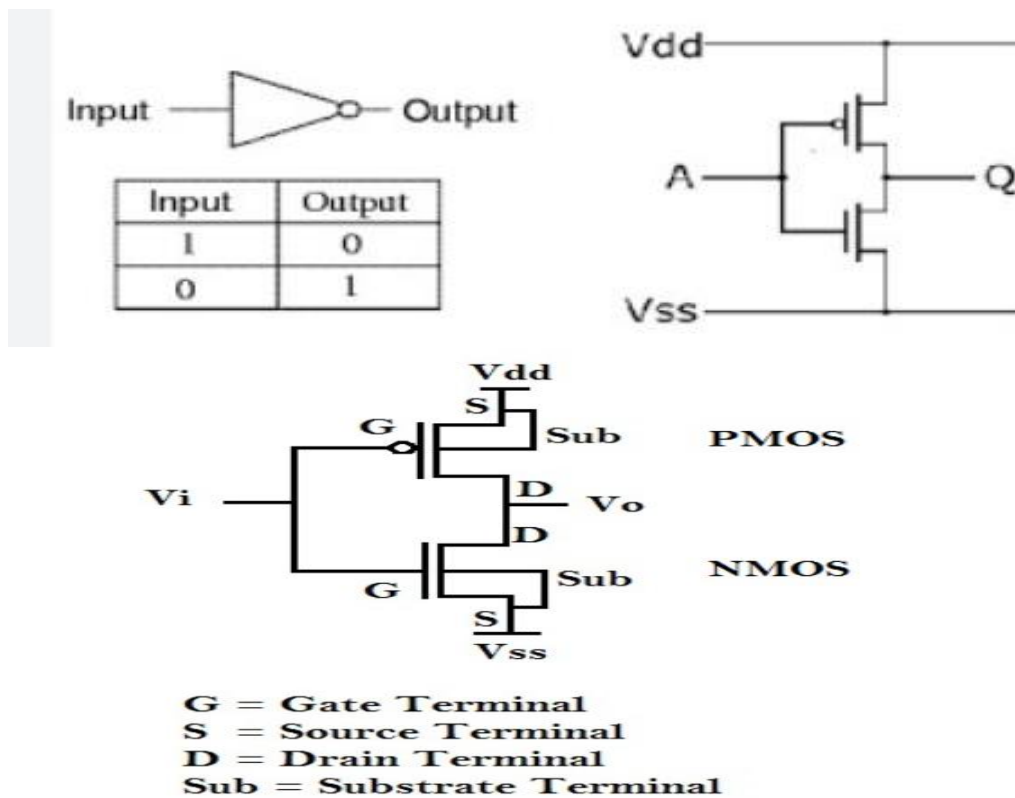 Input Output
Input Output
1 0
0 1
Vdd
A Q
Vss
Vdd
S
G
Sub PMOS
D
Vi Vo
D
Sub NMOS
G
S
Vss
G = Gate Terminal
S = Source Terminal
D = Drain Terminal
Sub = Substrate Terminal